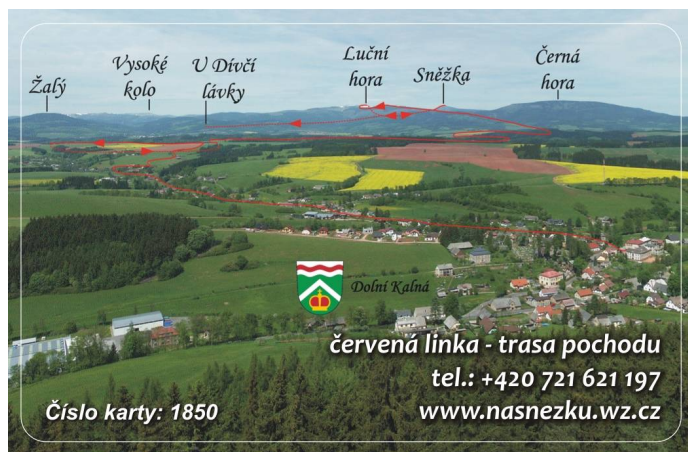 Žalý
Vysoké
kolo
U Dívčí
lávky
Luční
hora
Sněžka
Černá
hora
Dolní Kalná
červená linka - trasa pochodu
tel.: +420 721 621 197
www.nasnezku.wz.cz
Číslo karty: 1850